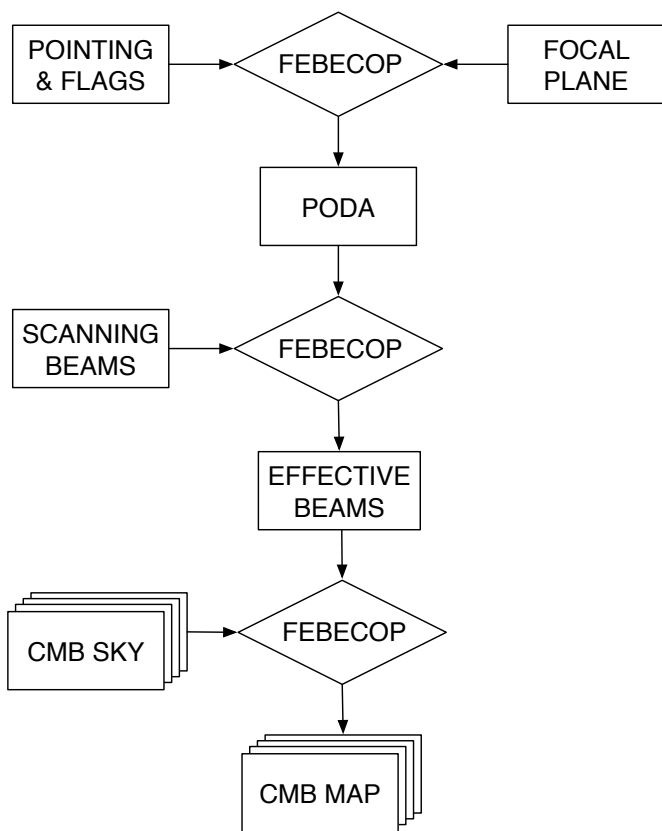 POINTING
& FLAGS
FEBECOP
FOCAL
PLANE
PODA
SCANNING
BEAMS
FEBECOP
EFFECTIVE
BEAMS
CMB SKY
FEBECOP
CMB MAP